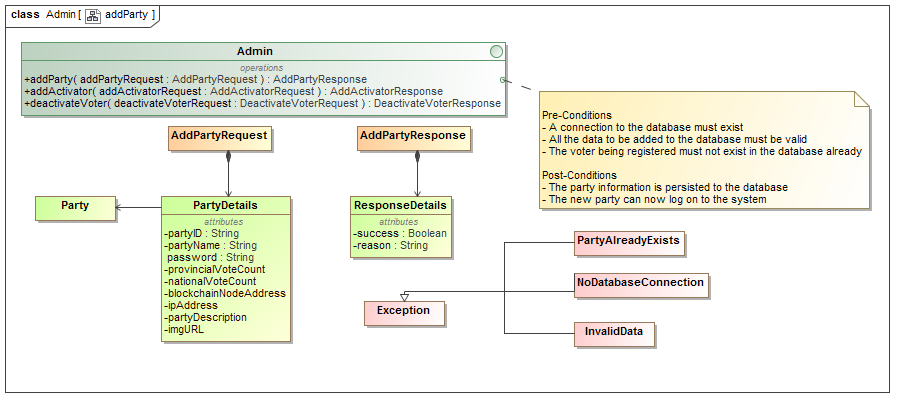 class Admin [ addParty ]
Admin
operations
+addParty( addPartyRequest : AddPartyRequest ) : AddPartyResponse
+addActivator( addActivatorRequest : AddActivatorRequest ) : AddActivatorResponse
+deactivateVoter( deactivateVoterRequest : DeactivateVoterRequest ) : DeactivateVoterResponse
Pre-Conditions
- A connection to the database must exist
- All the data to be added to the database must be valid
- The voter being registered must not exist in the database already
Post-Conditions
- The party information is persisted to the database
- The new party can now log on to the system
AddPartyRequest
AddPartyResponse
Party
PartyDetails
attributes
-partyID : String
-partyName : String
password : String
-provincialVoteCount
-nationalVoteCount
-blockchainNodeAddress
-ipAddress
-partyDescription
-imgURL
ResponseDetails
attributes
-success : Boolean
-reason : String
PartyAlreadyExists
NoDatabaseConnection
Exception
InvalidData